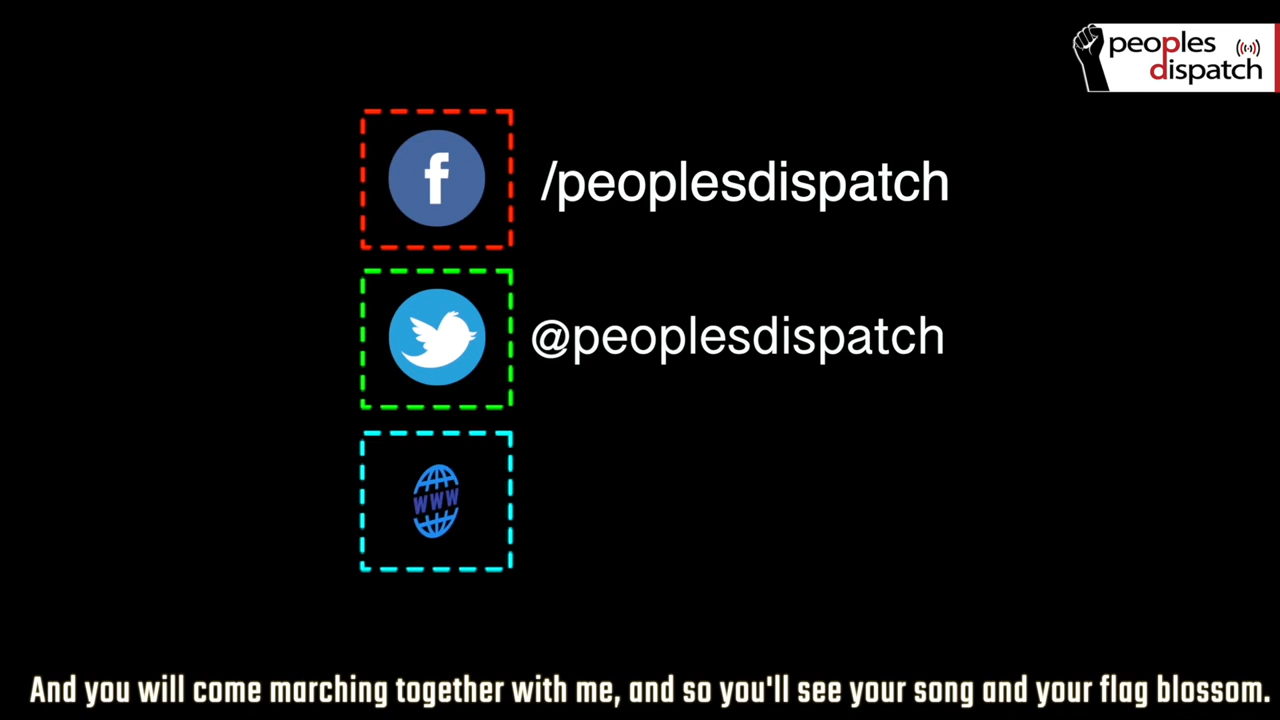 peoples
dispatch
f
/peoplesdispatch
@peoplesdispatch
WWW
And you will come marching together with me, and so you'll see your song and your flag blossom.